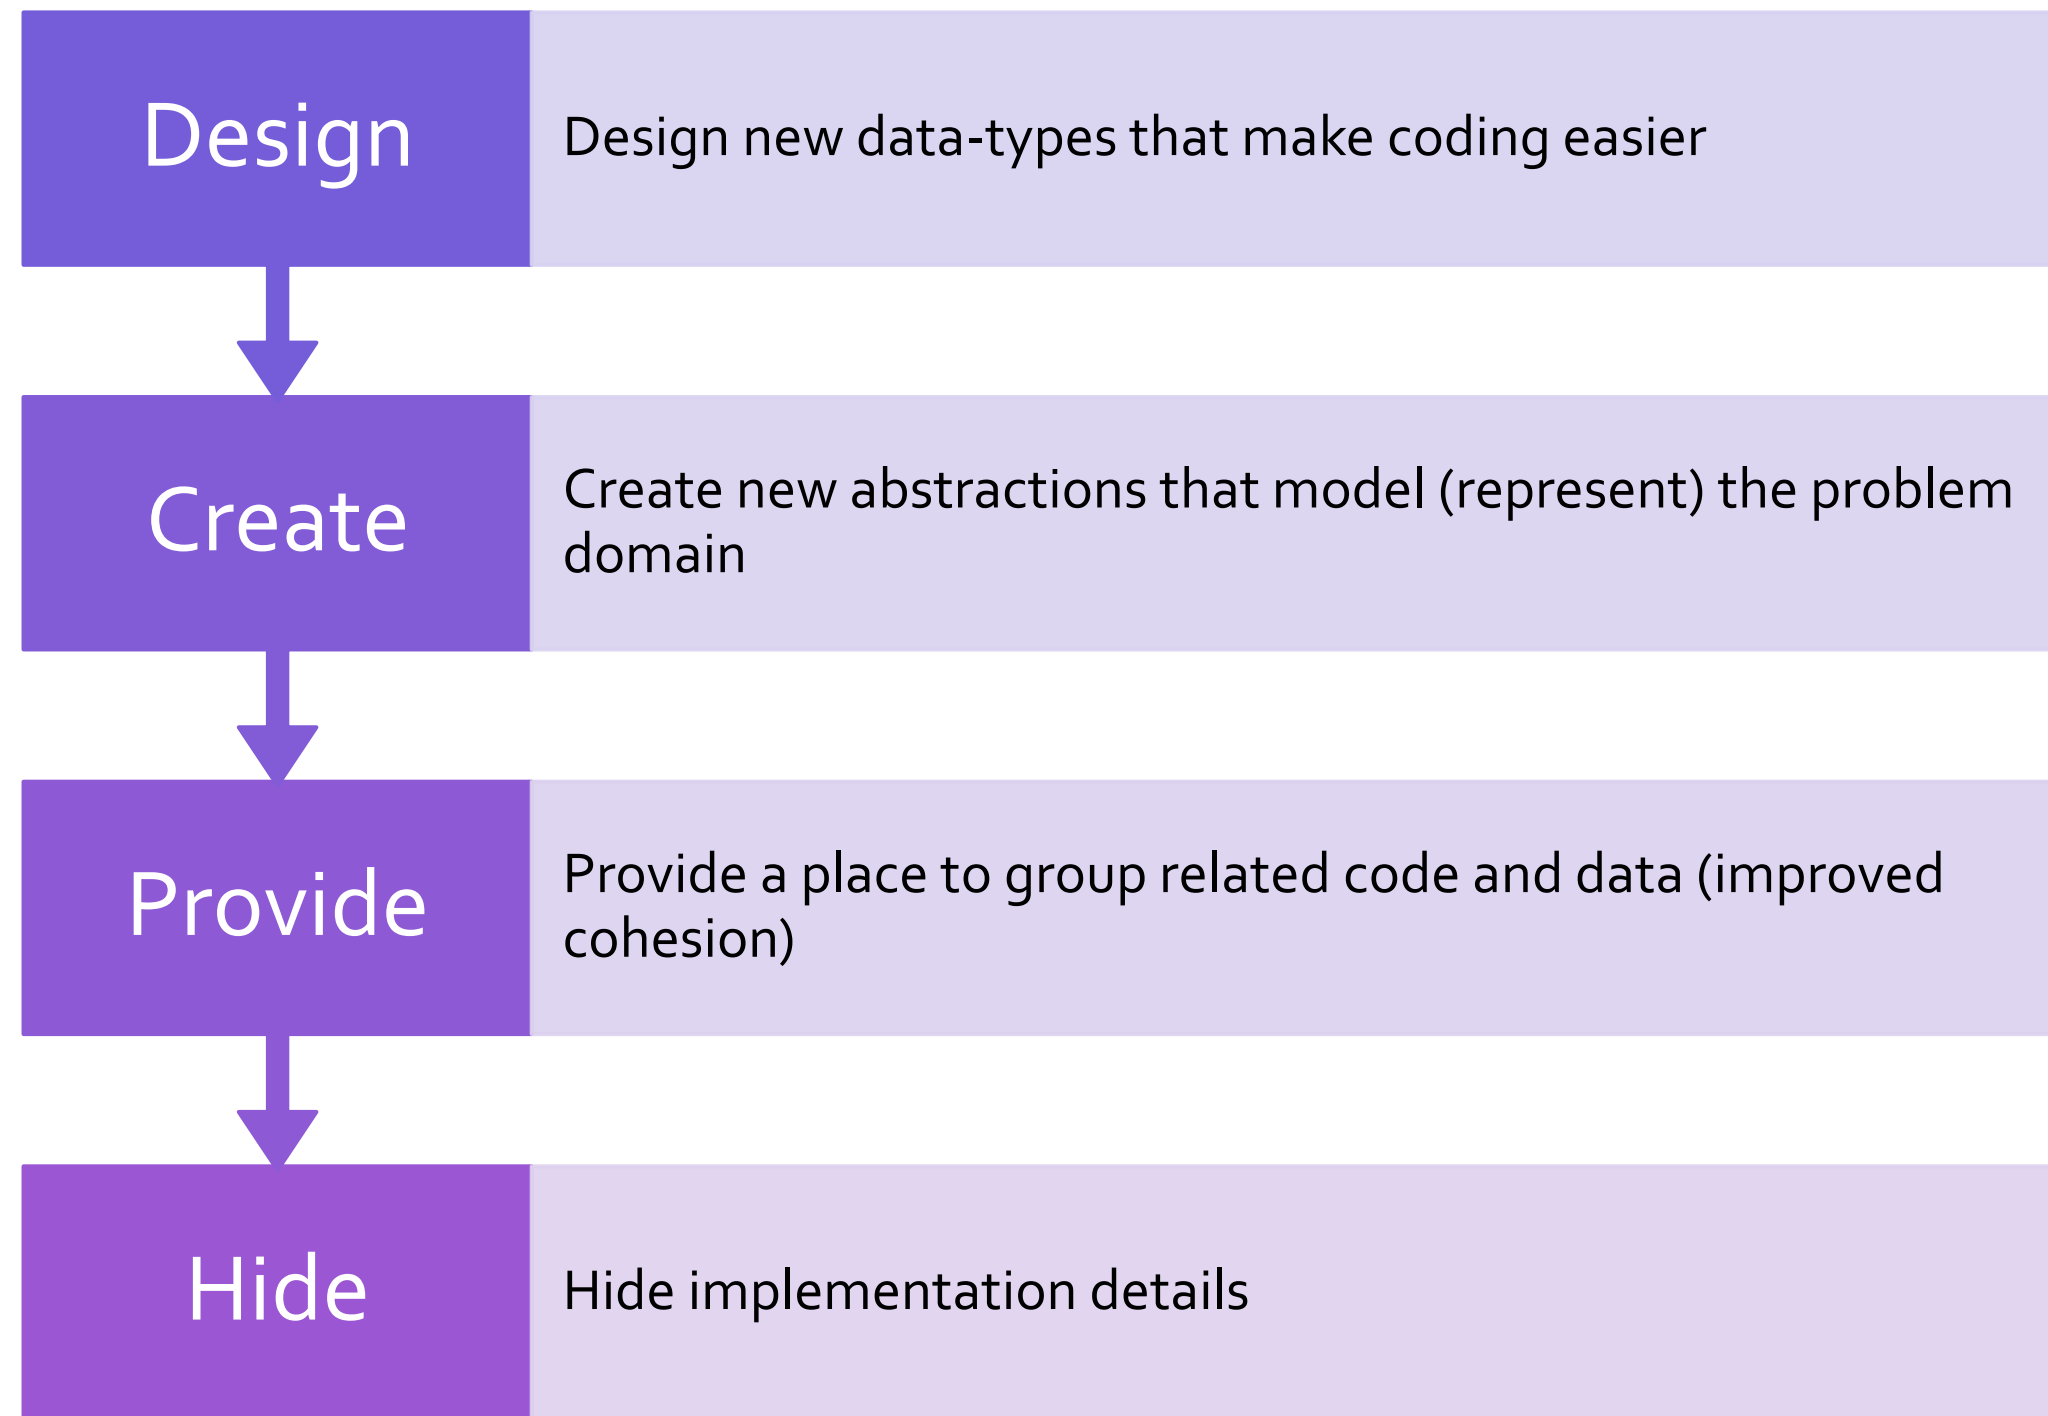 Design
Design new data-types that make coding easier
Create
Create new abstractions that model (represent) the problem
domain
Provide
Provide a place to group related code and data (improved
cohesion)
Hide
Hide implementation details